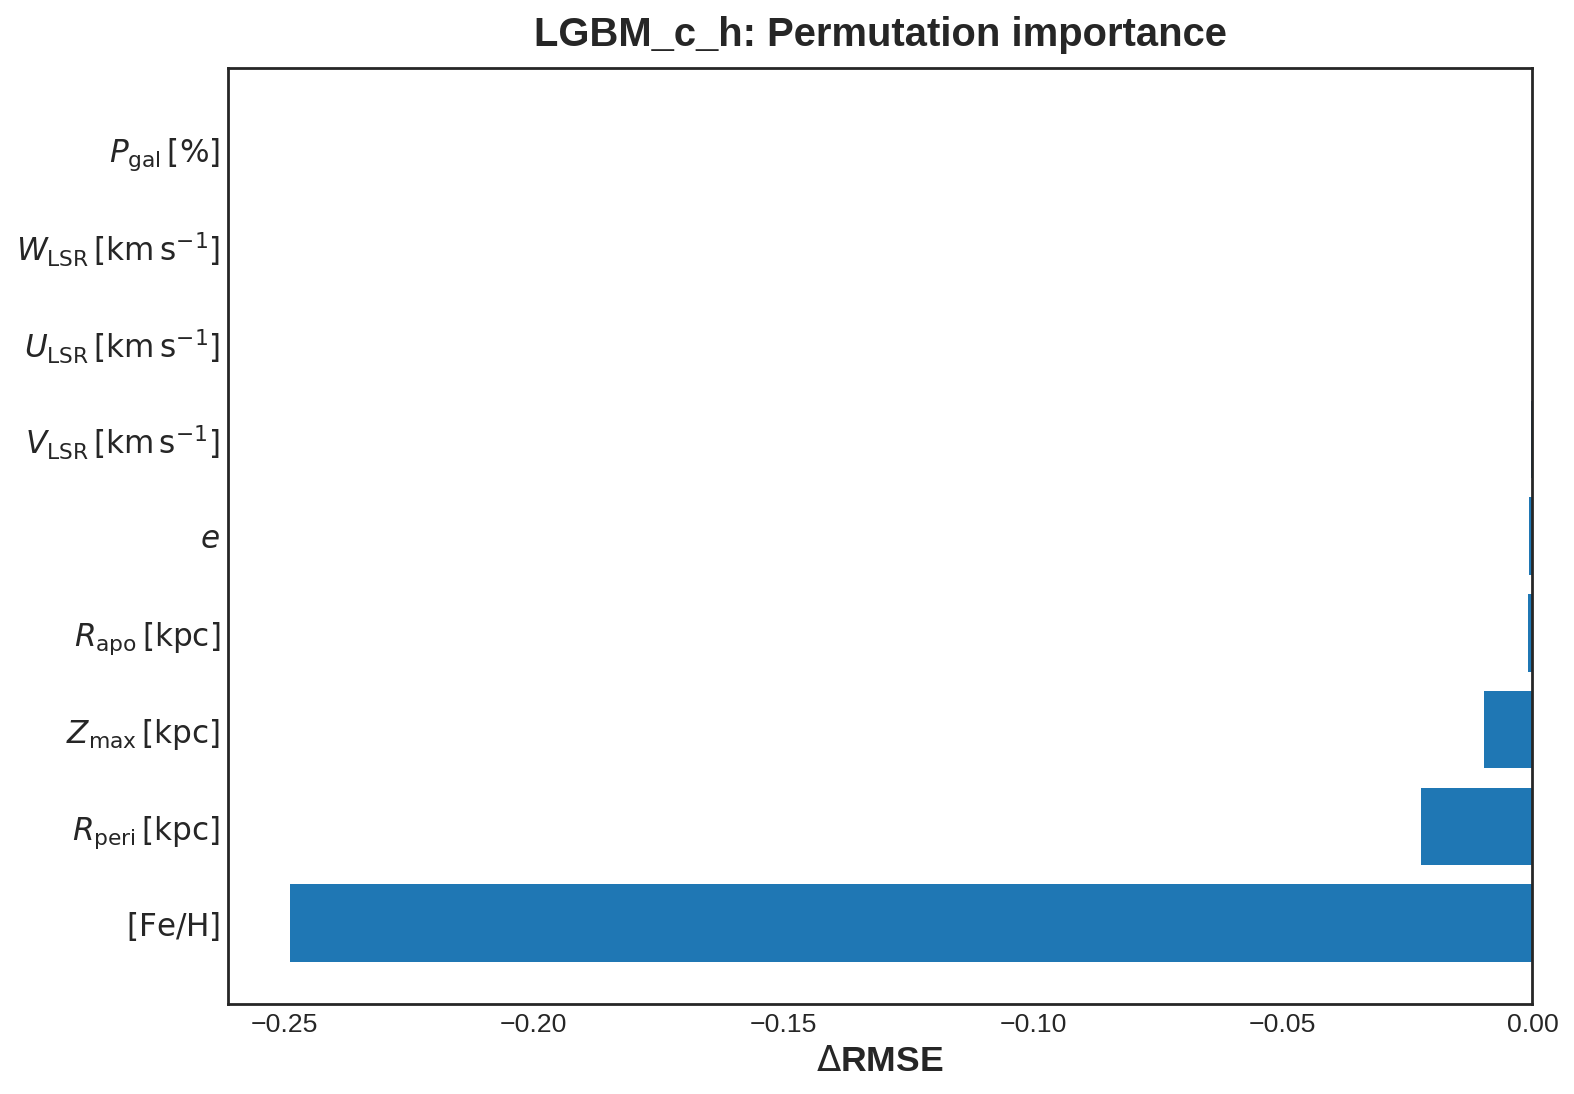 LGBM_c_h: Permutation importance
P_gal [%]
W_LSR [km s⁻¹]
U_LSR [km s⁻¹]
V_LSR [km s⁻¹]
e
R_apo [kpc]
Z_max [kpc]
R_peri [kpc]
[Fe/H]
−0.25 −0.20 −0.15 −0.10 −0.05 0.00
ΔRMSE